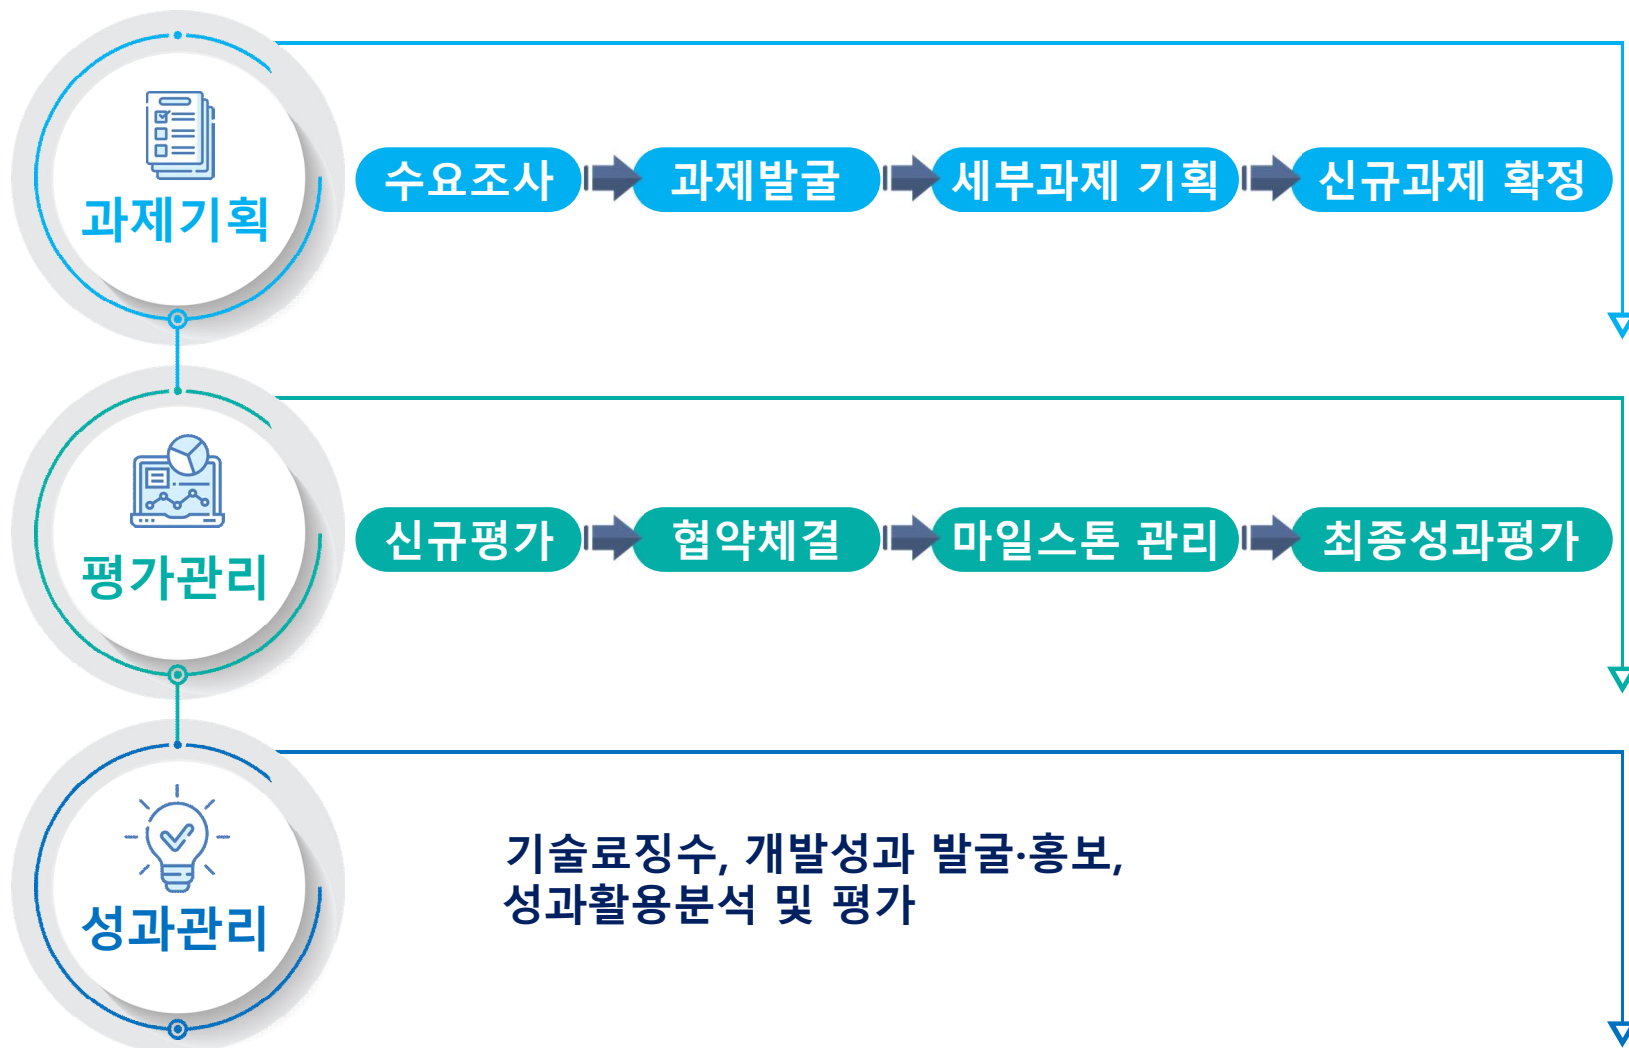 과제기획
수요조사
과제발굴
세부과제 기획
신규과제 확정
평가관리
신규평가
협약체결
마일스톤 관리
최종성과평가
성과관리
기술료징수, 개발성과 발굴·홍보,
성과활용분석 및 평가